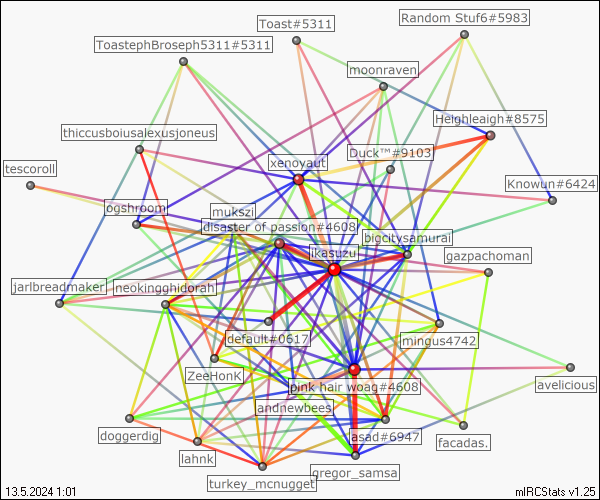 Toast#5311
Random Stuf6#5983
ToastephBroseph5311#5311
moonraven
Heighleigh#8575
thiccusboiusalexusjoneus
Duck™#9103
xenoyaut
tescoroll
Knowun#6424
ogshroom
mukszi
disaster of passion#4608
bigcitysamurai
ikasuzu
gazpachoman
jarlbreadmaker
neokingghidorah
default#0617
mingus4742
ZeeHonk
pink hair woag#4608
avelicious
andnewbees
doggerdig
asad#6947
facadas.
lahnk
gregor_samsa
turkey_mcnugget
13.5.2024 1:01
mIRCStats v1.25